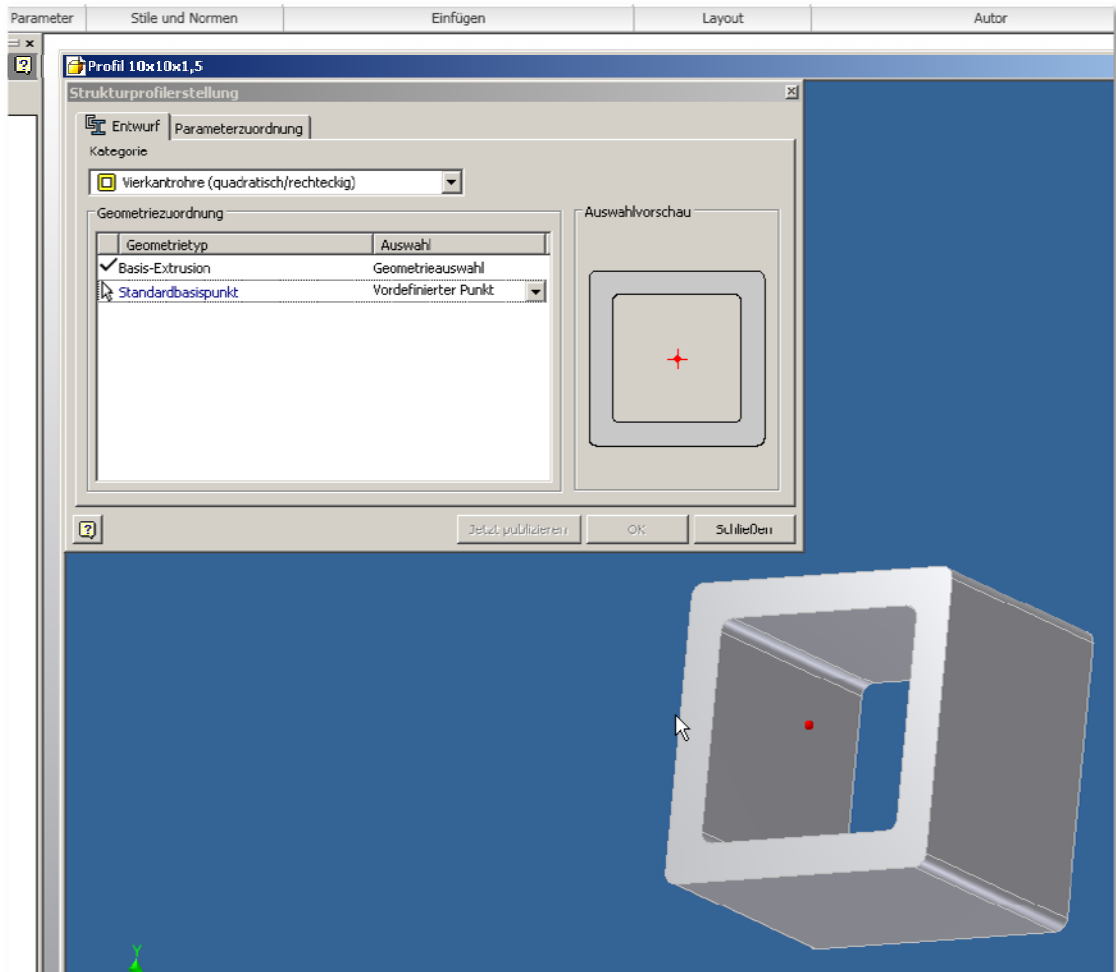 Parameter Stile und Normen Einfügen Layout Autor
Profil 10x10x1,5
Strukturprofilerstellung
Entwurf Parameterzuordnung
Kategorie
Vierkantrohre (quadratisch/rechteckig)
Geometriezuordnung Auswahlvorschau
Geometrietyp Auswahl
Basis-Extrusion Geometrieauswahl
Standardbasispunkt Vordefinierter Punkt
Jetzt publizieren OK Schließen
Y